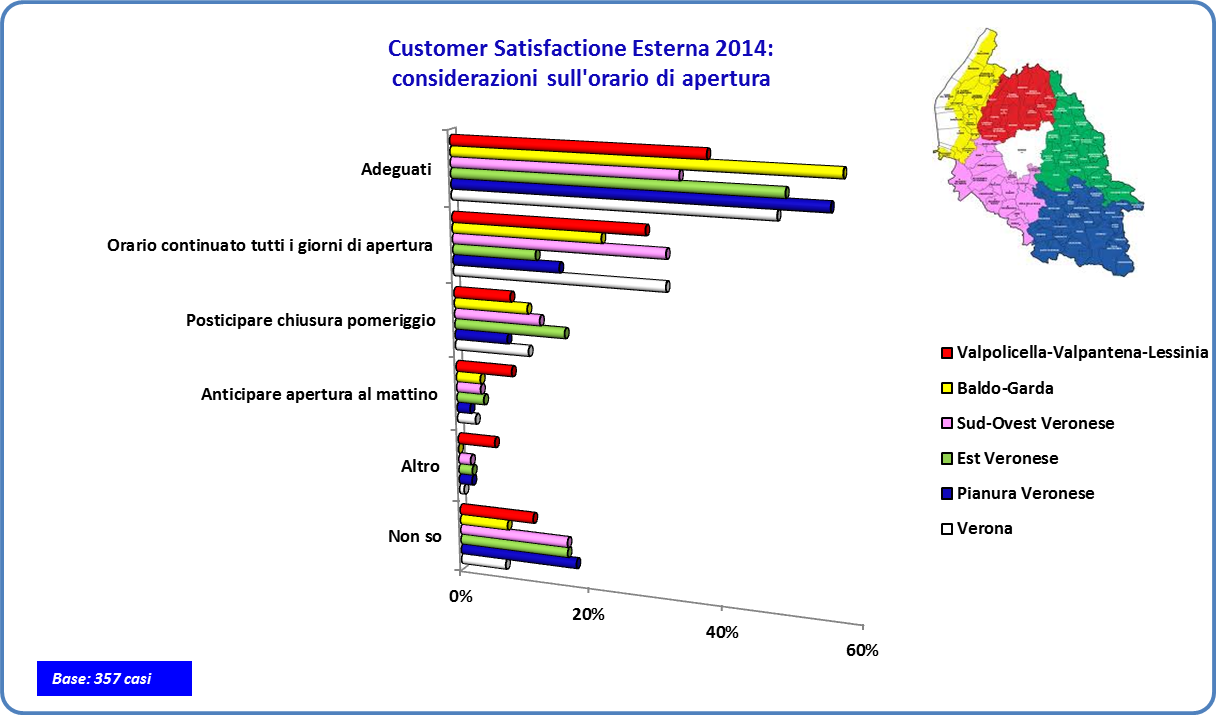 Customer Satisfactione Esterna 2014:
considerazioni sull'orario di apertura
Adeguati
Orario continuato tutti i giorni di apertura
Posticipare chiusura pomeriggio
Anticipare apertura al mattino
Altro
Non so
0%
20%
40%
60%
Valpolicella-Valpantena-Lessinia
Baldo-Garda
Sud-Ovest Veronese
Est Veronese
Pianura Veronese
Verona
Base: 357 casi